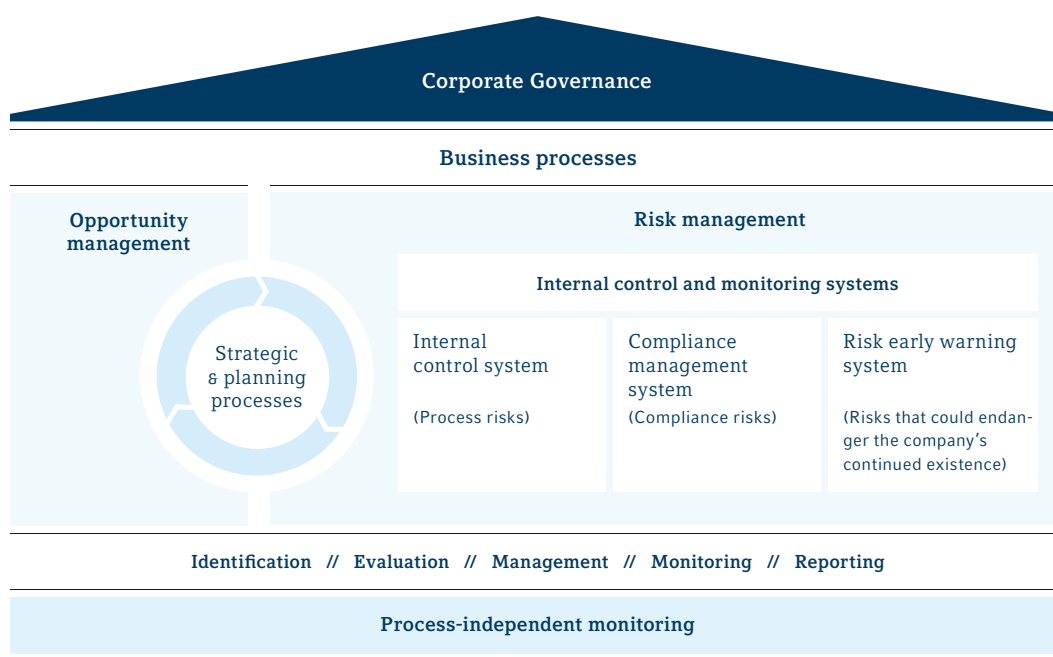 Corporate Governance
Business processes
Opportunity
management
Risk management
Internal control and monitoring systems
Strategic
& planning
processes
Internal
control system
(Process risks)
Compliance
management
system
(Compliance risks)
Risk early warning
system
(Risks that could endan-
ger the company’s
continued existence)
Identification // Evaluation // Management // Monitoring // Reporting
Process-independent monitoring